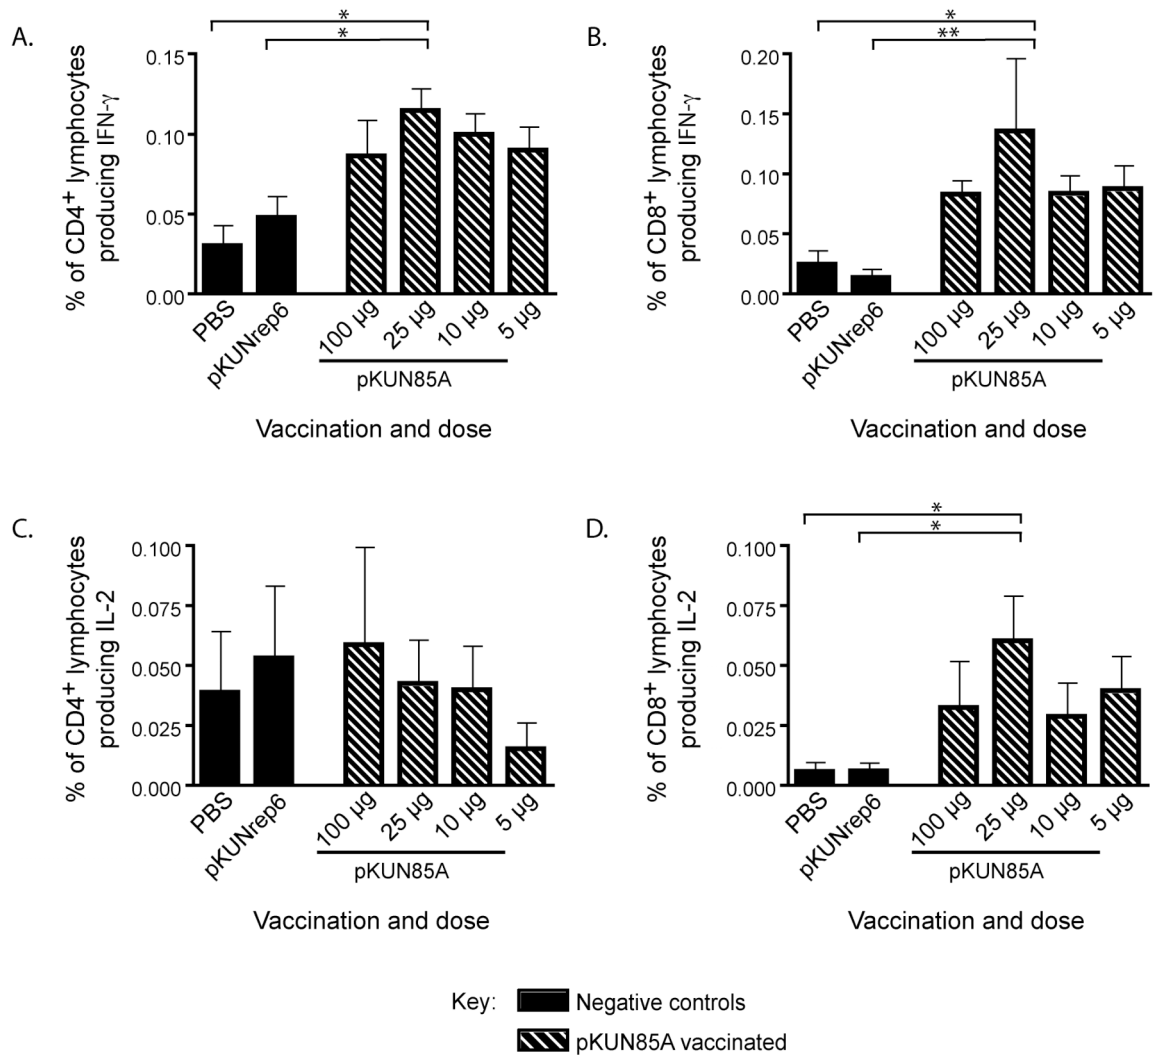 A.
*
*
% of CD4+ lymphocytes
producing IFN-γ
0.15
0.10
0.05
0.00
PBS
pKUNrep6
100 µg
25 µg
10 µg
5 µg
pKUN85A
Vaccination and dose
B.
*
**
% of CD8+ lymphocytes
producing IFN-γ
0.20
0.15
0.10
0.05
0.00
PBS
pKUNrep6
100 µg
25 µg
10 µg
5 µg
pKUN85A
Vaccination and dose
C.
% of CD4+ lymphocytes
producing IL-2
0.100
0.075
0.050
0.025
0.000
PBS
pKUNrep6
100 µg
25 µg
10 µg
5 µg
pKUN85A
Vaccination and dose
D.
*
*
% of CD8+ lymphocytes
producing IL-2
0.100
0.075
0.050
0.025
0.000
PBS
pKUNrep6
100 µg
25 µg
10 µg
5 µg
pKUN85A
Vaccination and dose
Key: Negative controls
pKUN85A vaccinated